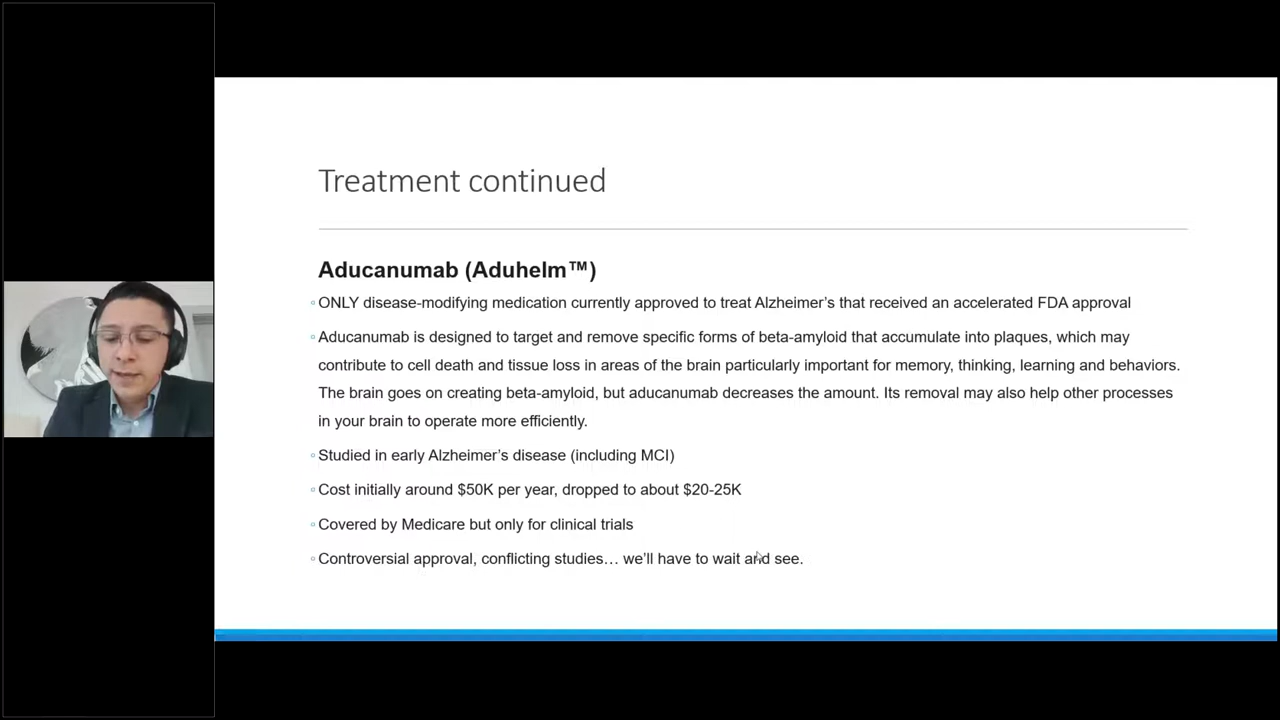 Treatment continued
Aducanumab (Aduhelm™)
◦ONLY disease-modifying medication currently approved to treat Alzheimer’s that received an accelerated FDA approval
◦Aducanumab is designed to target and remove specific forms of beta-amyloid that accumulate into plaques, which may
contribute to cell death and tissue loss in areas of the brain particularly important for memory, thinking, learning and behaviors.
The brain goes on creating beta-amyloid, but aducanumab decreases the amount. Its removal may also help other processes
in your brain to operate more efficiently.
◦Studied in early Alzheimer’s disease (including MCI)
◦Cost initially around $50K per year, dropped to about $20-25K
◦Covered by Medicare but only for clinical trials
◦Controversial approval, conflicting studies… we’ll have to wait and see.